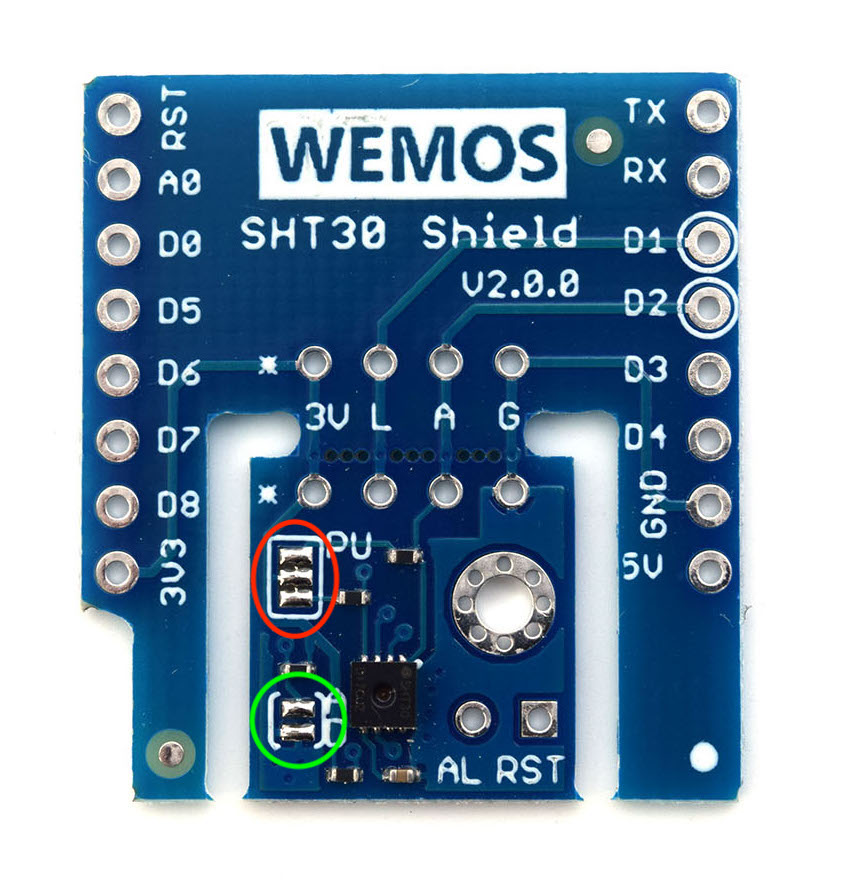 WEMOS
SHT30 Shield
V2.0.0
RST
A0
D0
D5
D6
D7
D8
3V3
TX
RX
D1
D2
D3
D4
GND
5V
3V L A G
PU
AL RST